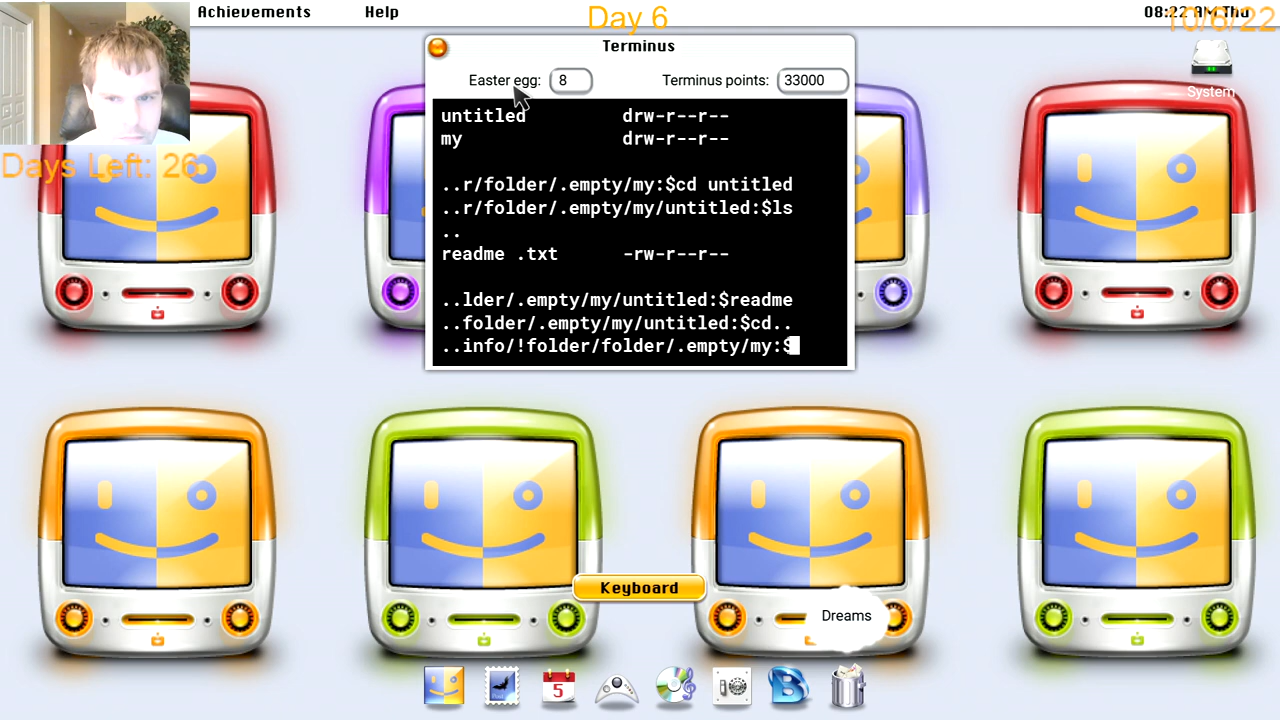 Achievements Help Day 6 08:22 AM Thu
10/6/22
Terminus
System
Easter egg: 8 Terminus points: 33000
Days Left: 26
untitled drw-r--r--
my drw-r--r--
..r/folder/.empty/my:$cd untitled
..r/folder/.empty/my/untitled:$ls
..
readme .txt -rw-r--r--
..lder/.empty/my/untitled:$readme
..folder/.empty/my/untitled:$cd..
..info/!folder/folder/.empty/my:$
Keyboard
Dreams
5